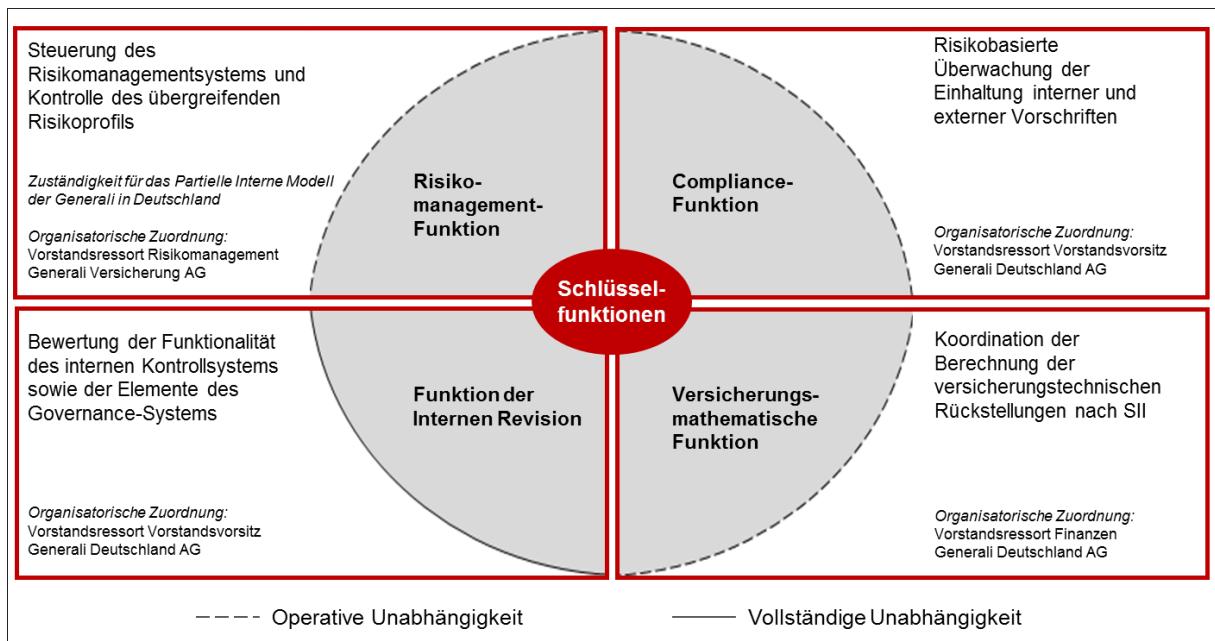 Steuerung des
Risikomanagementsystems und
Kontrolle des übergreifenden
Risikoprofils
Zuständigkeit für das Partielle Interne Modell
der Generali in Deutschland
Organisatorische Zuordnung:
Vorstandsressort Risikomanagement
Generali Versicherung AG
Risiko-
management-
Funktion
Compliance-
Funktion
Risikobasierte
Überwachung der
Einhaltung interner und
externer Vorschriften
Organisatorische Zuordnung:
Vorstandsressort Vorstandsvorsitz
Generali Deutschland AG
Schlüssel-
funktionen
Bewertung der Funktionalität
des internen Kontrollsystems
sowie der Elemente des
Governance-Systems
Organisatorische Zuordnung:
Vorstandsressort Vorstandsvorsitz
Generali Deutschland AG
Funktion der
Internen Revision
Versicherungs-
mathematische
Funktion
Koordination der
Berechnung der
versicherungstechnischen
Rückstellungen nach SII
Organisatorische Zuordnung:
Vorstandsressort Finanzen
Generali Deutschland AG
Operative Unabhängigkeit
Vollständige Unabhängigkeit